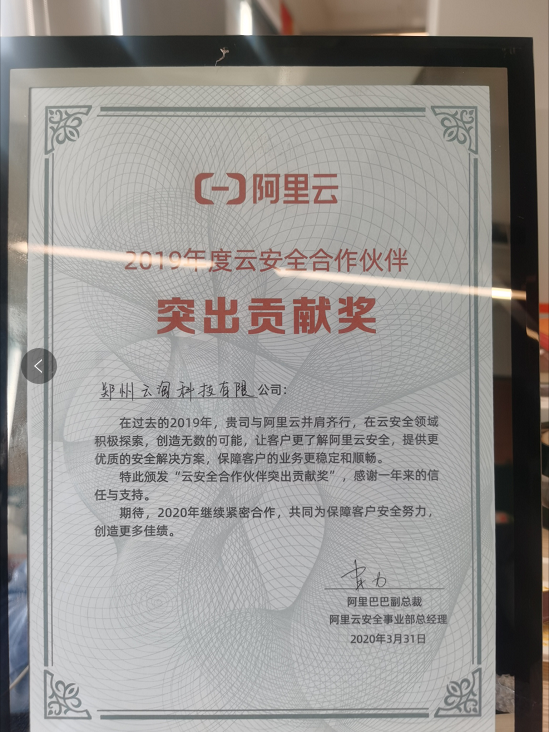 阿里云
2019年度云安全合作伙伴
突出贡献奖
郑州云淘科技有限公司：
在过去的2019年，贵司与阿里云并肩齐行，在云安全领域
积极探索，创造无数的可能，让客户更了解阿里云安全，提供更
优质的安全解决方案，保障客户的业务更稳定和顺畅。
特此颁发“云安全合作伙伴突出贡献奖”，感谢一年来的信
任与支持。
期待，2020年继续紧密合作，共同为保障客户安全努力，
创造更多佳绩。
阿里巴巴副总裁
阿里云安全事业部总经理
2020年3月31日